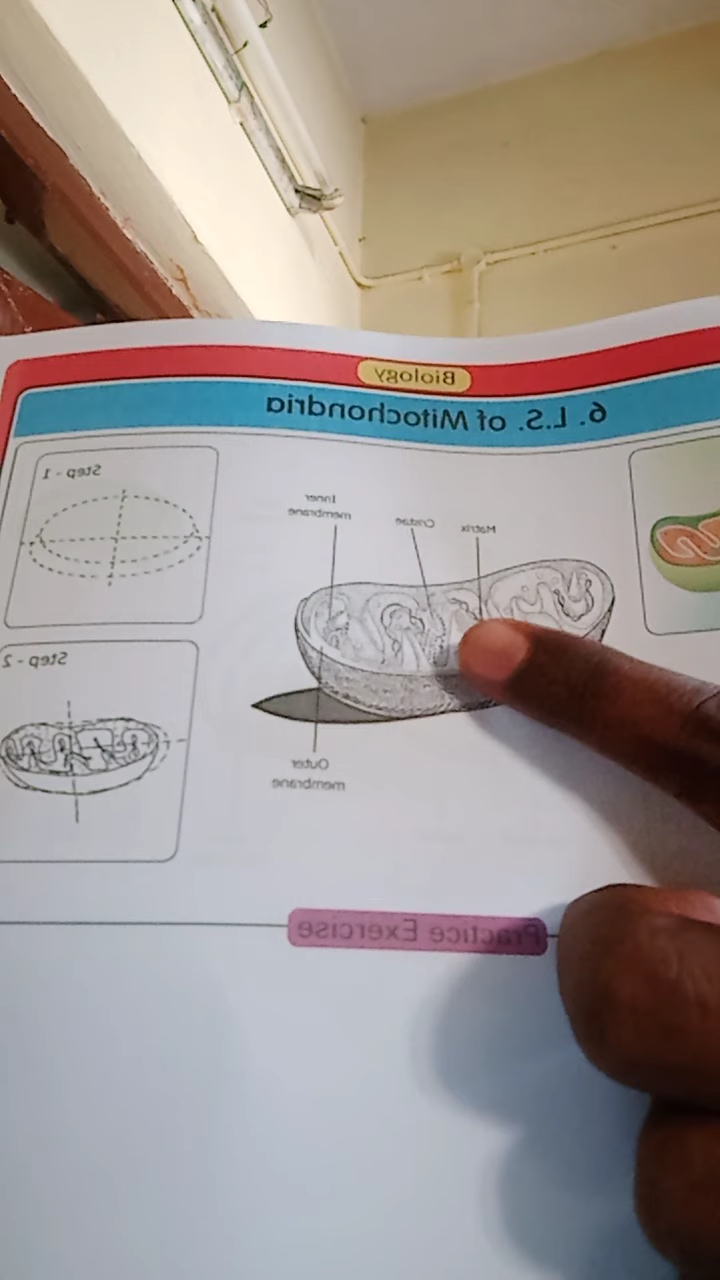 Biology
6. L.S. of Mitochondria
Step - 1
Inner
membrane
Cristae
Matrix
Step - 2
Outer
membrane
Practice Exercise